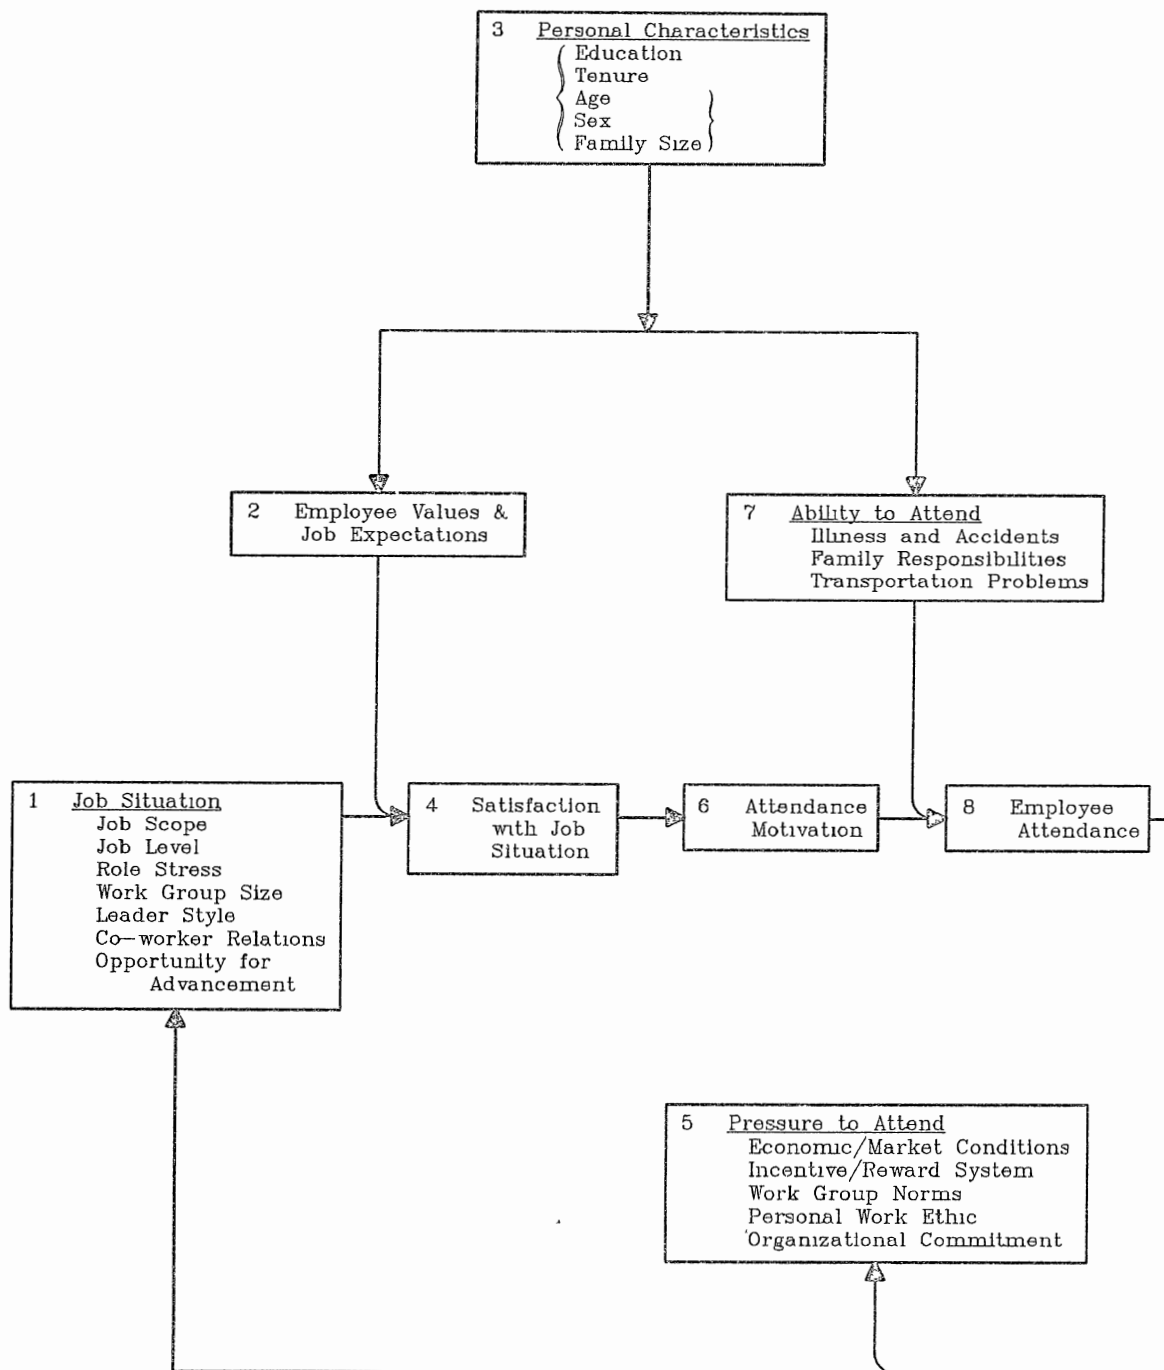 3 Personal Characteristics
Education
Tenure
Age
Sex
Family Size
2 Employee Values &
Job Expectations
7 Ability to Attend
Illness and Accidents
Family Responsibilities
Transportation Problems
1 Job Situation
Job Scope
Job Level
Role Stress
Work Group Size
Leader Style
Co-worker Relations
Opportunity for
Advancement
4 Satisfaction
with Job
Situation
6 Attendance
Motivation
8 Employee
Attendance
5 Pressure to Attend
Economic/Market Conditions
Incentive/Reward System
Work Group Norms
Personal Work Ethic
Organizational Commitment